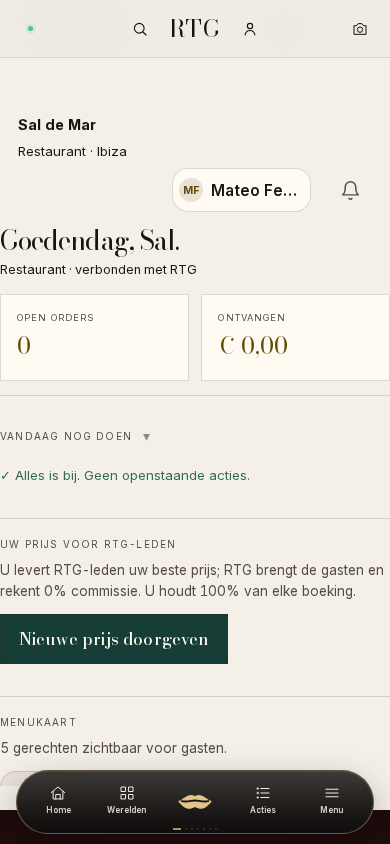 RTG
Sal de Mar
Restaurant · Ibiza
MF Mateo Fe...
Goedendag, Sal.
Restaurant · verbonden met RTG
OPEN ORDERS
0
ONTVANGEN
€ 0,00
VANDAAG NOG DOEN ▼
✓ Alles is bij. Geen openstaande acties.
UW PRIJS VOOR RTG-LEDEN
U levert RTG-leden uw beste prijs; RTG brengt de gasten en
rekent 0% commissie. U houdt 100% van elke boeking.
Nieuwe prijs doorgeven
MENUKAART
5 gerechten zichtbaar voor gasten.
Home
Werelden
Acties
Menu